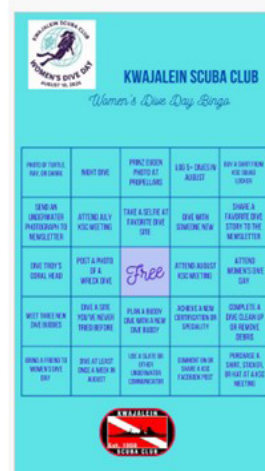 KWAJALEIN SCUBA CLUB
WOMEN'S DIVE DAY
KWAJALEIN SCUBA CLUB
Women's Dive Day Bingo
PHOTO OF TURTLE,
RAY, OR SHARK
NIGHT DIVE
PRINZ EUGEN
PHOTO AT
PROPELLARS
LOG 5+ DIVES IN
AUGUST
BUY A SHIRT FROM
KSC SQUAD
LOCKER
SEND AN
UNDERWATER
PHOTOGRAPH TO
NEWSLETTER
ATTEND JULY
KSC MEETING
TAKE A SELFIE AT
FAVORITE DIVE
SITE
DIVE WITH
SOMEONE NEW
SHARE A
FAVORITE DIVE
STORY TO THE
NEWSLETTER
DIVE TROY'S
CORAL HEAD
POST A PHOTO
OF A
WRECK DIVE
Free
ATTEND AUGUST
KSC MEETING
ATTEND
WOMEN'S DIVE
DAY
MEET THREE NEW
DIVE BUDDIES
DIVE A SITE
YOU'VE NEVER
TRIED BEFORE
PLAN A BUDDY
DIVE WITH A NEW
DIVE BUDDY
ACHIEVE A NEW
CERTIFICATION OR
SPECIALITY
COMPLETE A
DIVE CLEAN UP
OR REMOVE
DEBRIS
BRING A FRIEND TO
WOMEN'S DIVE
DAY
DIVE AT LEAST
ONCE A WEEK IN
AUGUST
USE A SLATE OR
OTHER
UNDERWATER
COMMUNICATOR
COMMENT ON OR
SHARE A KSC
FACEBOOK POST
PURCHASE A
SHIRT, STICKER,
OR HAT AT A KSC
MEETING
KWAJALEIN
SCUBA CLUB